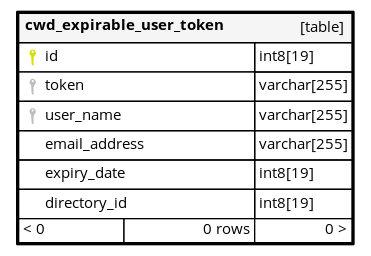 cwd_expirable_user_token [table]
id int8[19]
token varchar[255]
user_name varchar[255]
email_address varchar[255]
expiry_date int8[19]
directory_id int8[19]
< 0 0 rows 0 >